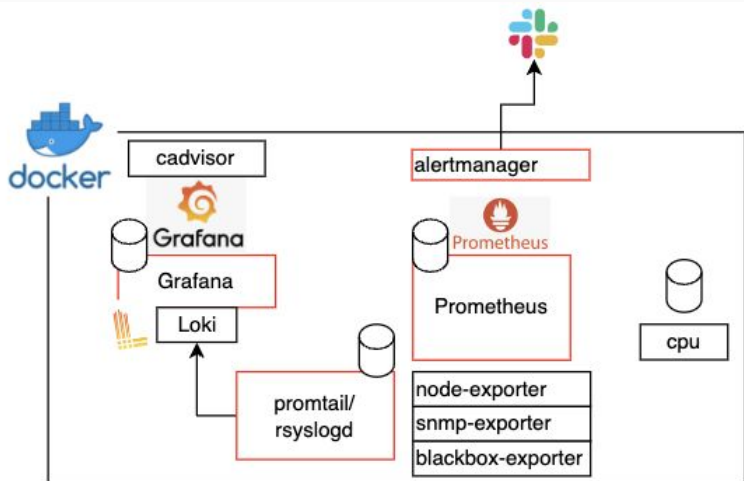 docker
cadvisor
alertmanager
Grafana
Prometheus
Grafana
Prometheus
Loki
cpu
promtail/
rsyslogd
node-exporter
snmp-exporter
blackbox-exporter